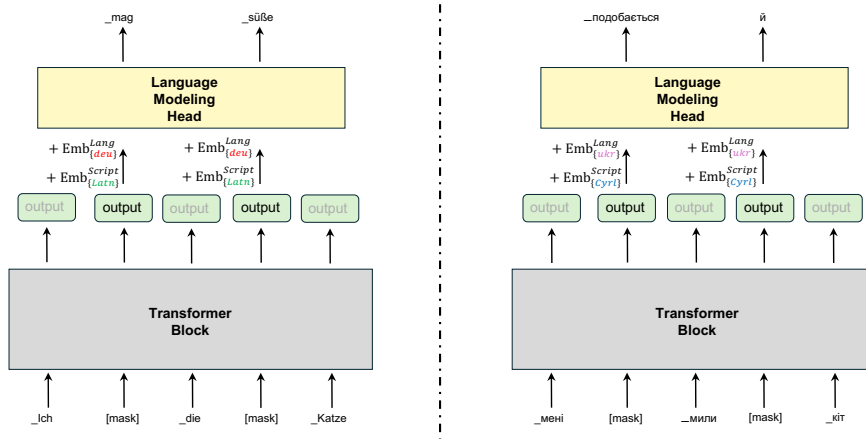 _mag _süße
Language
Modeling
Head
+ Emb^{Lang}_{{deu}} + Emb^{Lang}_{{deu}}
+ Emb^{Script}_{{Latn}} + Emb^{Script}_{{Latn}}
output output output output output
Transformer
Block
_Ich [mask] _die [mask] _Katze
_подобається й
Language
Modeling
Head
+ Emb^{Lang}_{{ukr}} + Emb^{Lang}_{{ukr}}
+ Emb^{Script}_{{Cyrl}} + Emb^{Script}_{{Cyrl}}
output output output output output
Transformer
Block
_мені [mask] _мили [mask] _кіт